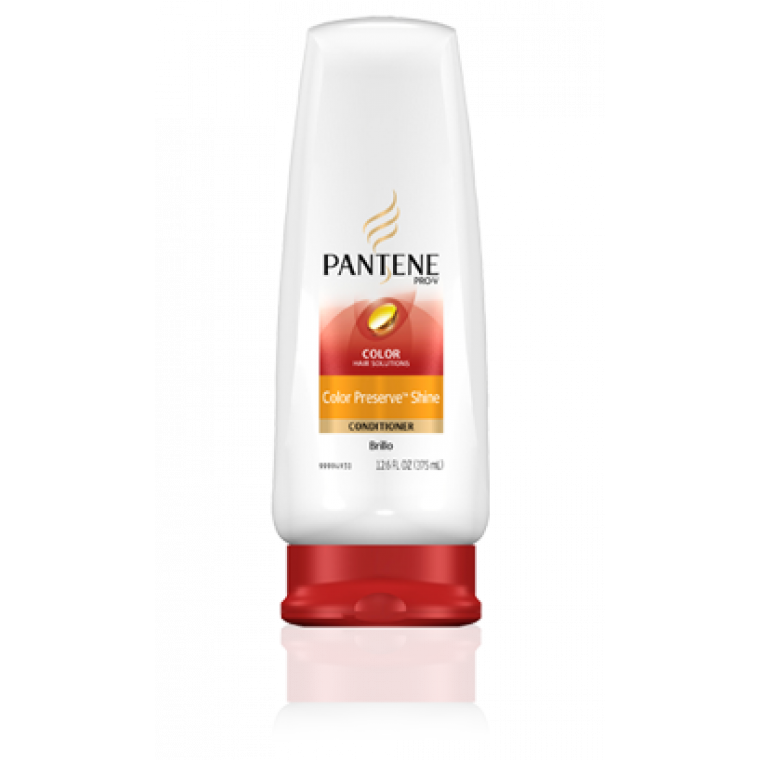 PANTENE
PRO-V
COLOR
HAIR SOLUTIONS
Color Preserve™ Shine
CONDITIONER
Brillo
12.6 FL OZ (375 mL)